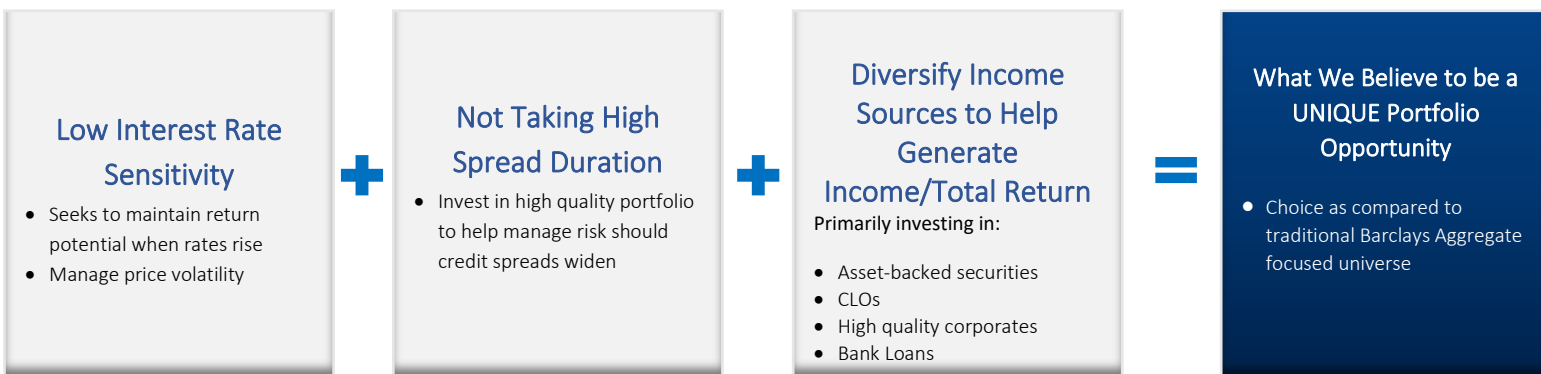 Low Interest Rate
Sensitivity
• Seeks to maintain return
potential when rates rise
• Manage price volatility
Not Taking High
Spread Duration
• Invest in high quality portfolio
to help manage risk should
credit spreads widen
Diversify Income
Sources to Help
Generate
Income/Total Return
Primarily investing in:
• Asset-backed securities
• CLOs
• High quality corporates
• Bank Loans
What We Believe to be a
UNIQUE Portfolio
Opportunity
• Choice as compared to
traditional Barclays Aggregate
focused universe